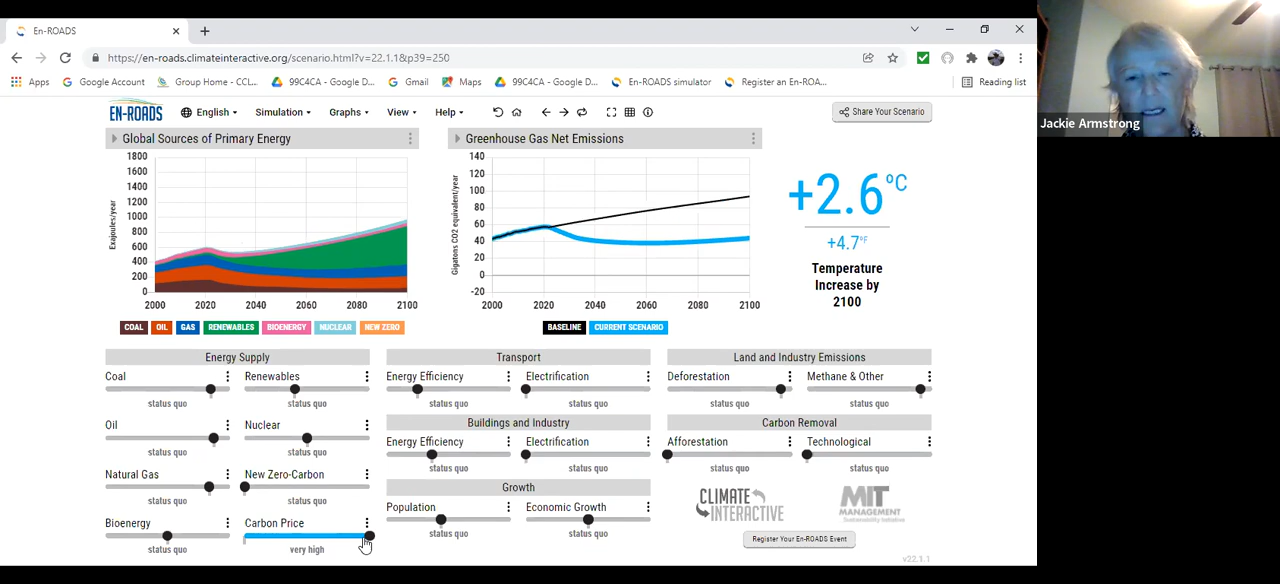 En-ROADS
https://en-roads.climateinteractive.org/scenario.html?v=22.1.1&p39=250
Apps Google Account Group Home - CCL... 99C4CA - Google D... Gmail Maps 99C4CA - Google D... En-ROADS simulator Register an En-ROA... Reading list
Jackie Armstrong
EN-ROADS English Simulation Graphs View Help Share Your Scenario
Global Sources of Primary Energy
1800
1600
1400
1200
1000
800
600
400
200
0
Exajoules/year
2000 2020 2040 2060 2080 2100
COAL OIL GAS RENEWABLES BIOENERGY NUCLEAR NEW ZERO
Greenhouse Gas Net Emissions
140
120
100
80
60
40
20
0
-20
Gigatons CO2 equivalent/year
2000 2020 2040 2060 2080 2100
BASELINE CURRENT SCENARIO
+2.6 °C
+4.7 °F
Temperature
Increase by
2100
Energy Supply
Coal Renewables
status quo status quo
Oil Nuclear
status quo status quo
Natural Gas New Zero-Carbon
status quo status quo
Bioenergy Carbon Price
status quo very high
Transport
Energy Efficiency Electrification
status quo status quo
Buildings and Industry
Energy Efficiency Electrification
status quo status quo
Growth
Population Economic Growth
status quo status quo
Land and Industry Emissions
Deforestation Methane & Other
status quo status quo
Carbon Removal
Afforestation Technological
status quo status quo
CLIMATE
INTERACTIVE
MIT
MANAGEMENT
Sustainability Initiative
Register Your En-ROADS Event
v22.1.1